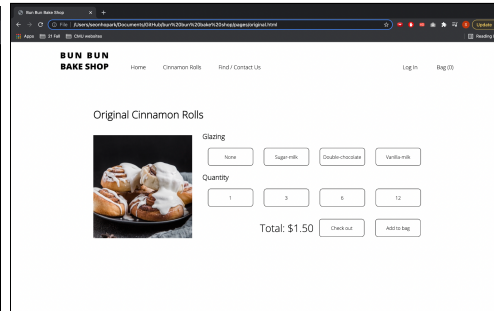 Bun Bun Bake Shop
File /Users/seonhopark/Documents/GitHub/bun%20bun%20bake%20shop/pages/original.html
Update
Apps 21 Fall CMU websites
Reading
BUN BUN
BAKE SHOP
Home Cinnamon Rolls Find / Contact Us Log In Bag (0)
Original Cinnamon Rolls
Glazing
None Sugar-milk Double-chocolate Vanilla-milk
Quantity
1 3 6 12
Total: $1.50 Check out Add to bag